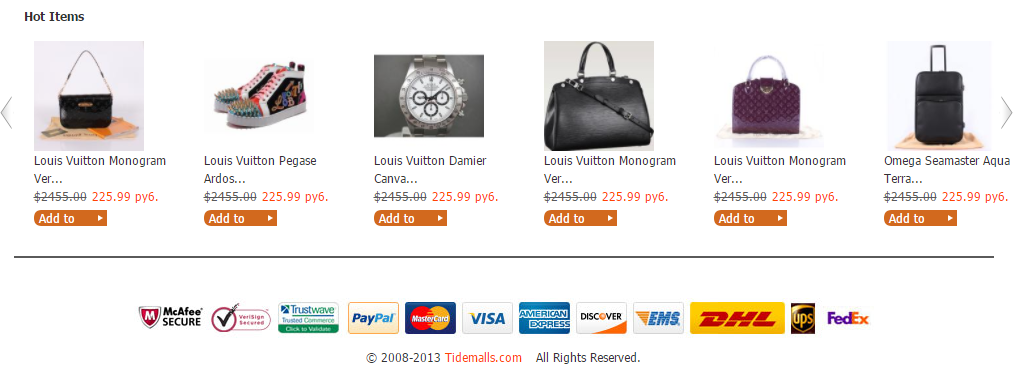 Hot Items
Louis Vuitton Monogram Ver...
$2455.00 225.99 руб.
Add to
Louis Vuitton Pegase Ardos...
$2455.00 225.99 руб.
Add to
Louis Vuitton Damier Canva...
$2455.00 225.99 руб.
Add to
Louis Vuitton Monogram Ver...
$2455.00 225.99 руб.
Add to
Louis Vuitton Monogram Ver...
$2455.00 225.99 руб.
Add to
Omega Seamaster Aqua Terra...
$2455.00 225.99 руб.
Add to
McAfee SECURE
VeriSign Secured
Trustwave Trusted Commerce Click to Validate
PayPal
MasterCard
VISA
AMERICAN EXPRESS
DISCOVER
EMS
DHL
ups
FedEx
© 2008-2013 Tidemalls.com All Rights Reserved.